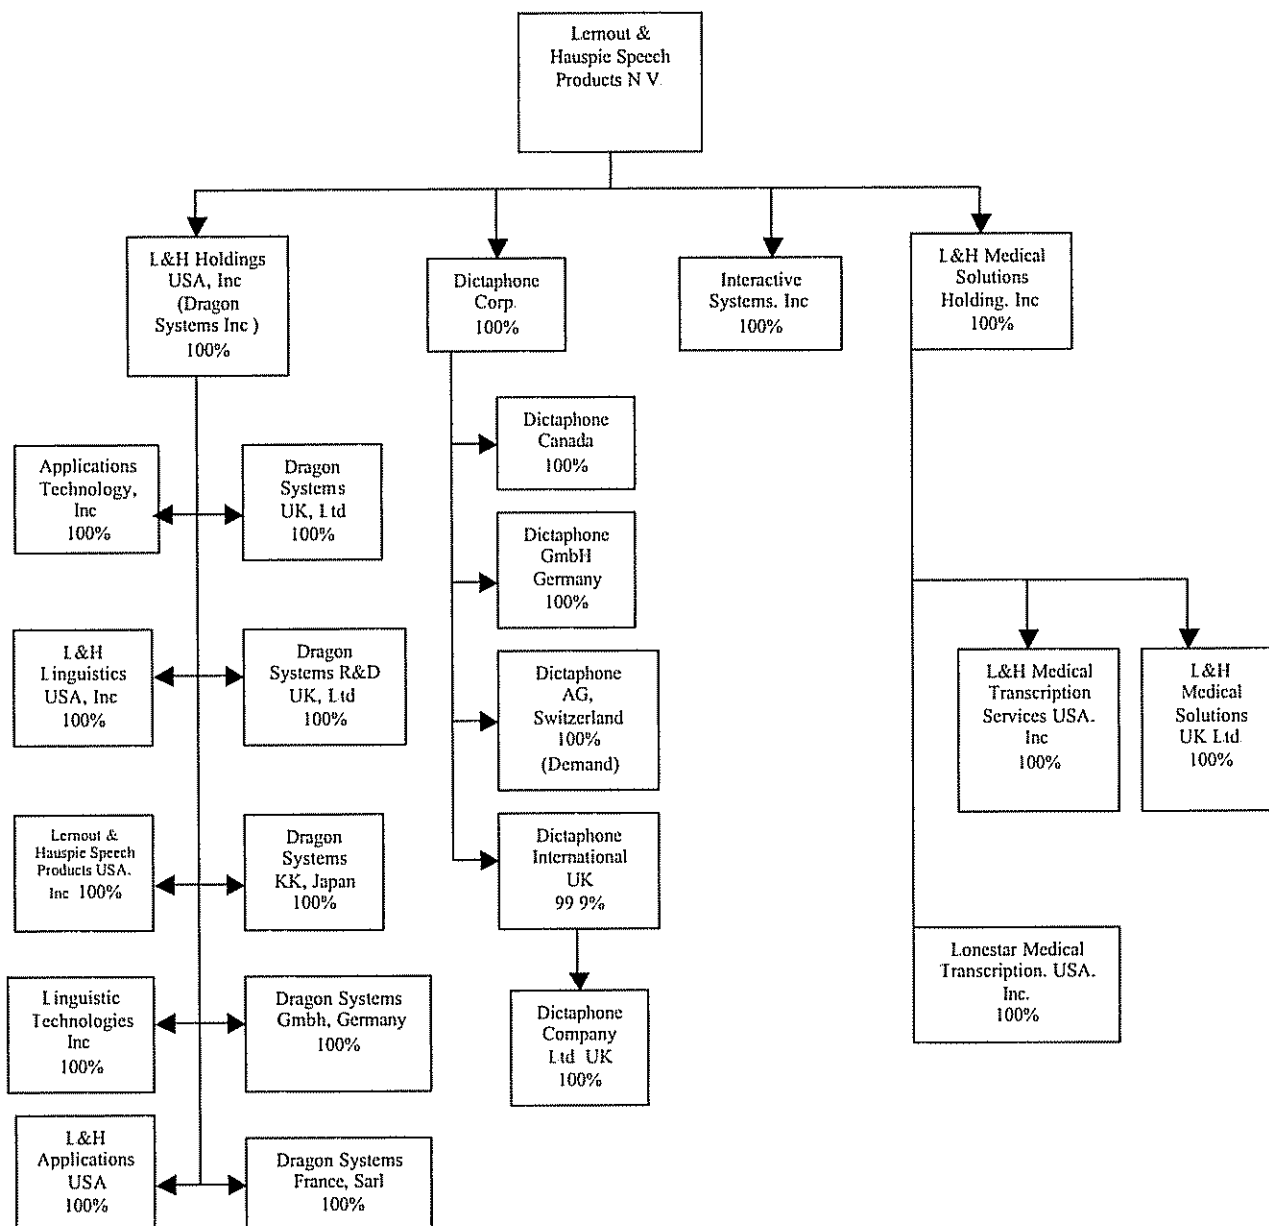 Lernout &
Hauspie Speech
Products N V.
L&H Holdings
USA, Inc
(Dragon
Systems Inc )
100%
Dictaphone
Corp.
100%
Interactive
Systems. Inc
100%
L&H Medical
Solutions
Holding. Inc
100%
Applications
Technology,
Inc
100%
Dragon
Systems
UK, Ltd
100%
L&H
Linguistics
USA, Inc
100%
Dragon
Systems R&D
UK, Ltd
100%
Lernout &
Hauspie Speech
Products USA.
Inc 100%
Dragon
Systems
KK, Japan
100%
Linguistic
Technologies
Inc
100%
Dragon Systems
Gmbh, Germany
100%
L&H
Applications
USA
100%
Dragon Systems
France, Sarl
100%
Dictaphone
Canada
100%
Dictaphone
GmbH
Germany
100%
Dictaphone
AG,
Switzerland
100%
(Demand)
Dictaphone
International
UK
99 9%
Dictaphone
Company
Ltd UK
100%
L&H Medical
Transcription
Services USA.
Inc
100%
L&H
Medical
Solutions
UK Ltd.
100%
Lonestar Medical
Transcription. USA.
Inc.
100%